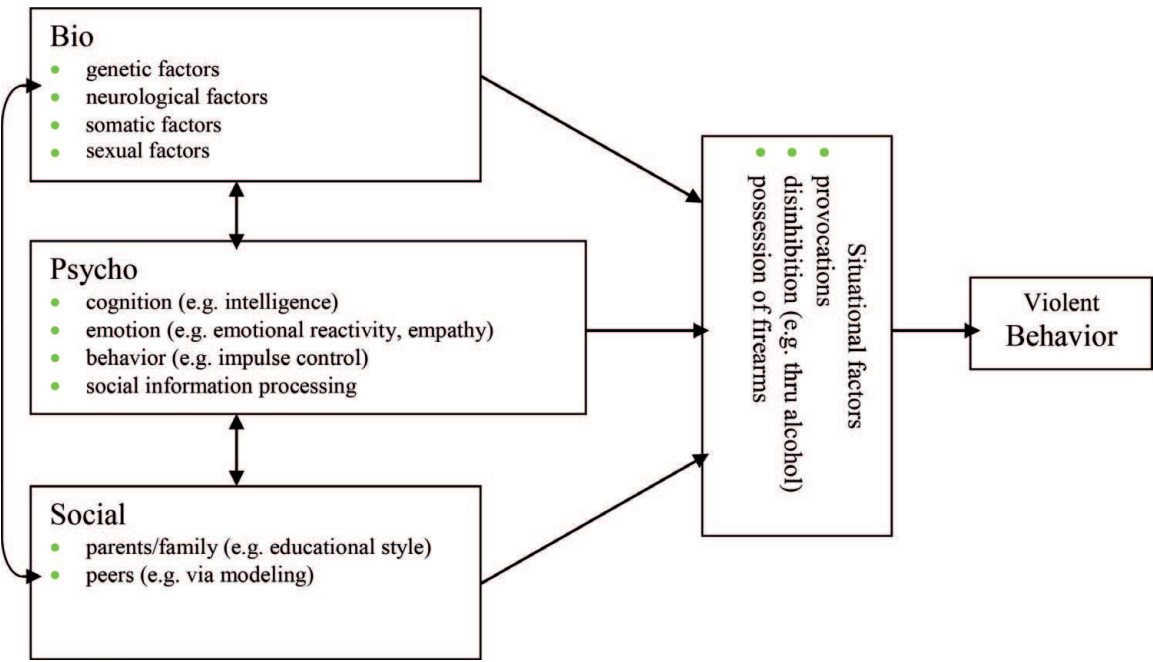 Bio
genetic factors
neurological factors
somatic factors
sexual factors
Psycho
cognition (e.g. intelligence)
emotion (e.g. emotional reactivity, empathy)
behavior (e.g. impulse control)
social information processing
Social
parents/family (e.g. educational style)
peers (e.g. via modeling)
Situational factors
provocations
disinhibition (e.g. thru alcohol)
possession of firearms
Violent
Behavior